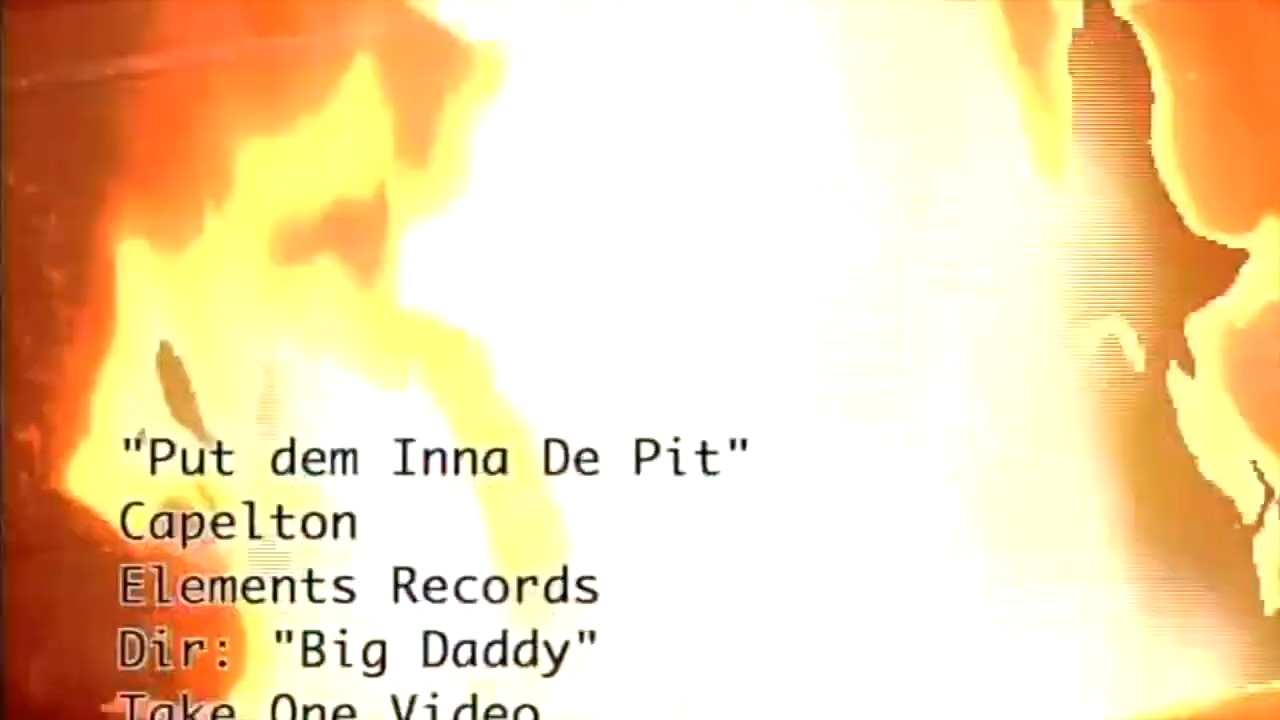 "Put dem Inna De Pit"
Capelton
Elements Records
Dir: "Big Daddy"
Take One Video